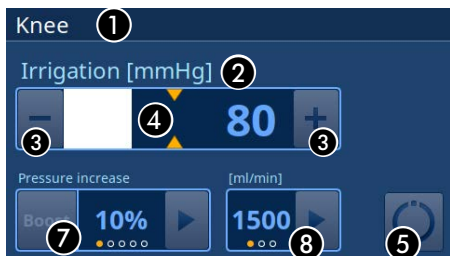 Knee 1
Irrigation [mmHg] 2
− 4 80 +
3 3
Pressure increase [ml/min]
Boost 10% 1500
7 8 5